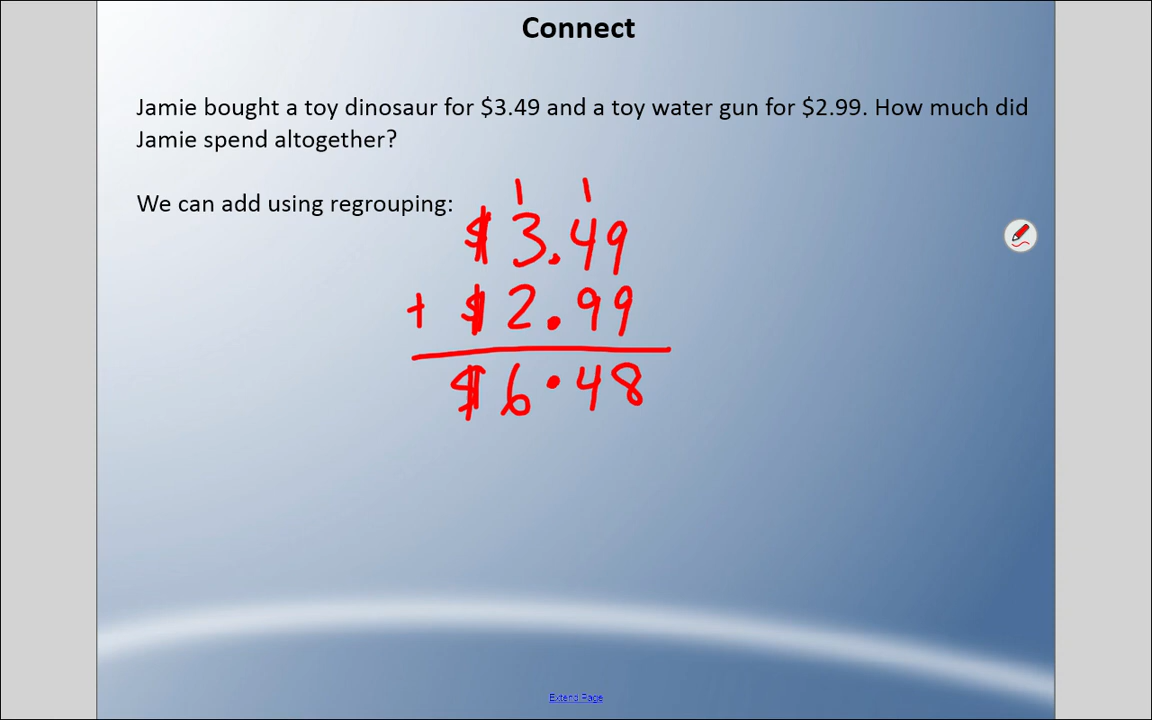 Connect
Jamie bought a toy dinosaur for $3.49 and a toy water gun for $2.99. How much did
Jamie spend altogether?
We can add using regrouping:
1 1
$3.49
+ $2.99
$6.48
Extend Page